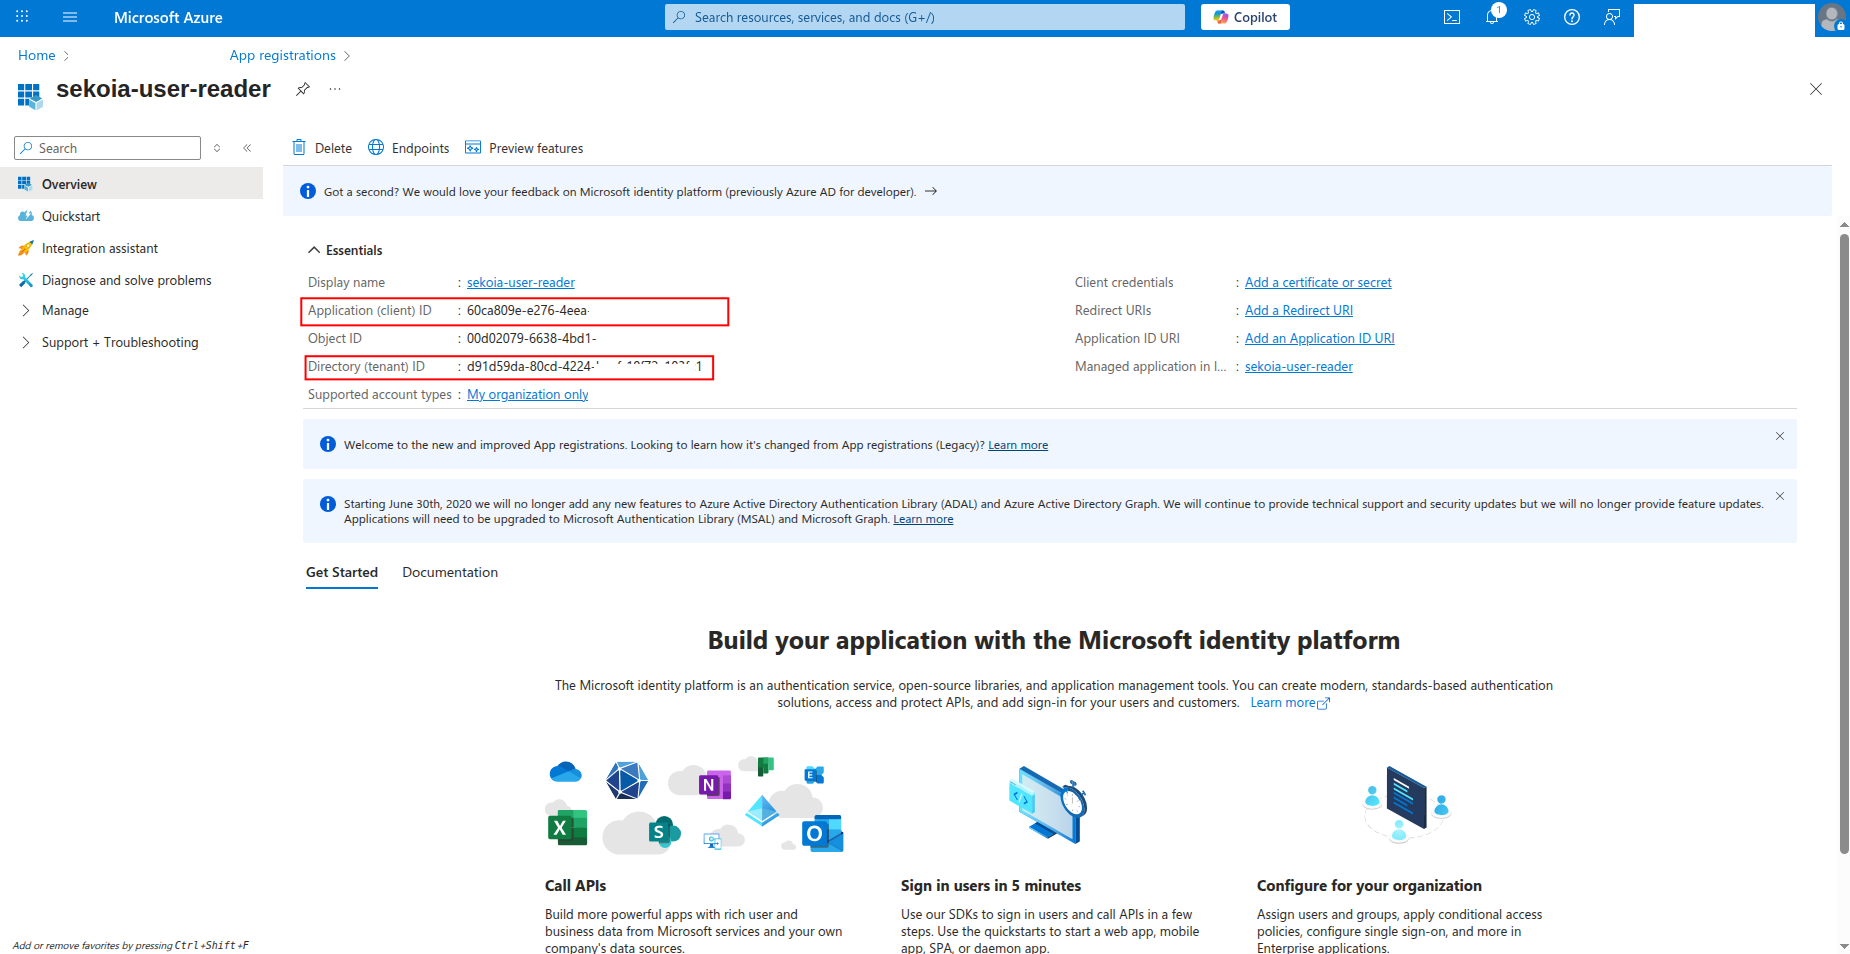 Microsoft Azure
Search resources, services, and docs (G+/)
Copilot
1
Home
App registrations
sekoia-user-reader
Search
Delete
Endpoints
Preview features
Overview
Quickstart
Integration assistant
Diagnose and solve problems
Manage
Support + Troubleshooting
Got a second? We would love your feedback on Microsoft identity platform (previously Azure AD for developer).
Essentials
Display name : sekoia-user-reader
Application (client) ID : 60ca809e-e276-4eea-
Object ID : 00d02079-6638-4bd1-
Directory (tenant) ID : d91d59da-80cd-4224- 1
Supported account types : My organization only
Client credentials : Add a certificate or secret
Redirect URIs : Add a Redirect URI
Application ID URI : Add an Application ID URI
Managed application in l... : sekoia-user-reader
Welcome to the new and improved App registrations. Looking to learn how it's changed from App registrations (Legacy)? Learn more
Starting June 30th, 2020 we will no longer add any new features to Azure Active Directory Authentication Library (ADAL) and Azure Active Directory Graph. We will continue to provide technical support and security updates but we will no longer provide feature updates.
Applications will need to be upgraded to Microsoft Authentication Library (MSAL) and Microsoft Graph. Learn more
Get Started
Documentation
Build your application with the Microsoft identity platform
The Microsoft identity platform is an authentication service, open-source libraries, and application management tools. You can create modern, standards-based authentication
solutions, access and protect APIs, and add sign-in for your users and customers. Learn more
N
E
X
S
O
Call APIs
Build more powerful apps with rich user and
business data from Microsoft services and your own
company's data sources.
Sign in users in 5 minutes
Use our SDKs to sign in users and call APIs in a few
steps. Use the quickstarts to start a web app, mobile
app, SPA, or daemon app.
Configure for your organization
Assign users and groups, apply conditional access
policies, configure single sign-on, and more in
Enterprise applications.
Add or remove favorites by pressing Ctrl+Shift+F